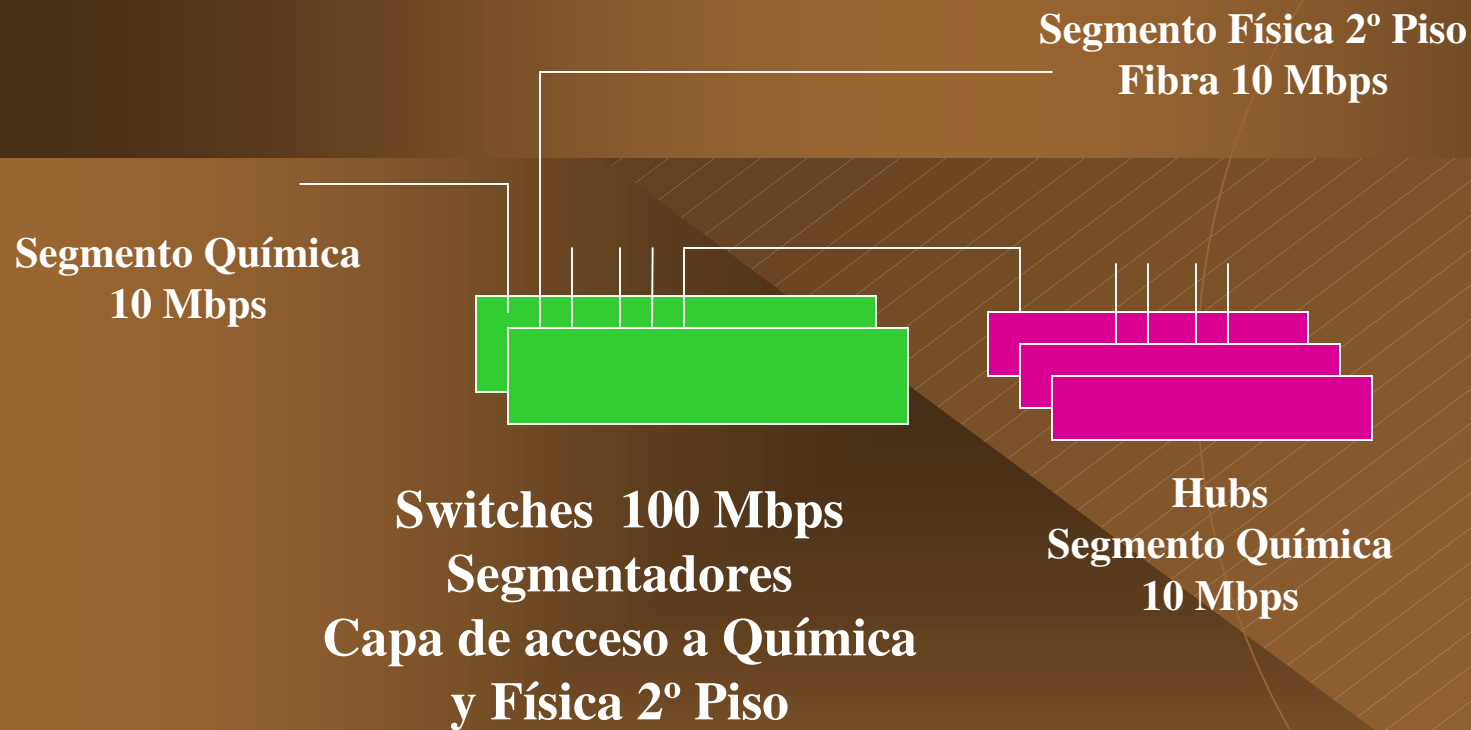 Segmento Física 2º Piso
Fibra 10 Mbps
Segmento Química
10 Mbps
Switches 100 Mbps
Segmentadores
Capa de acceso a Química
y Física 2º Piso
Hubs
Segmento Química
10 Mbps